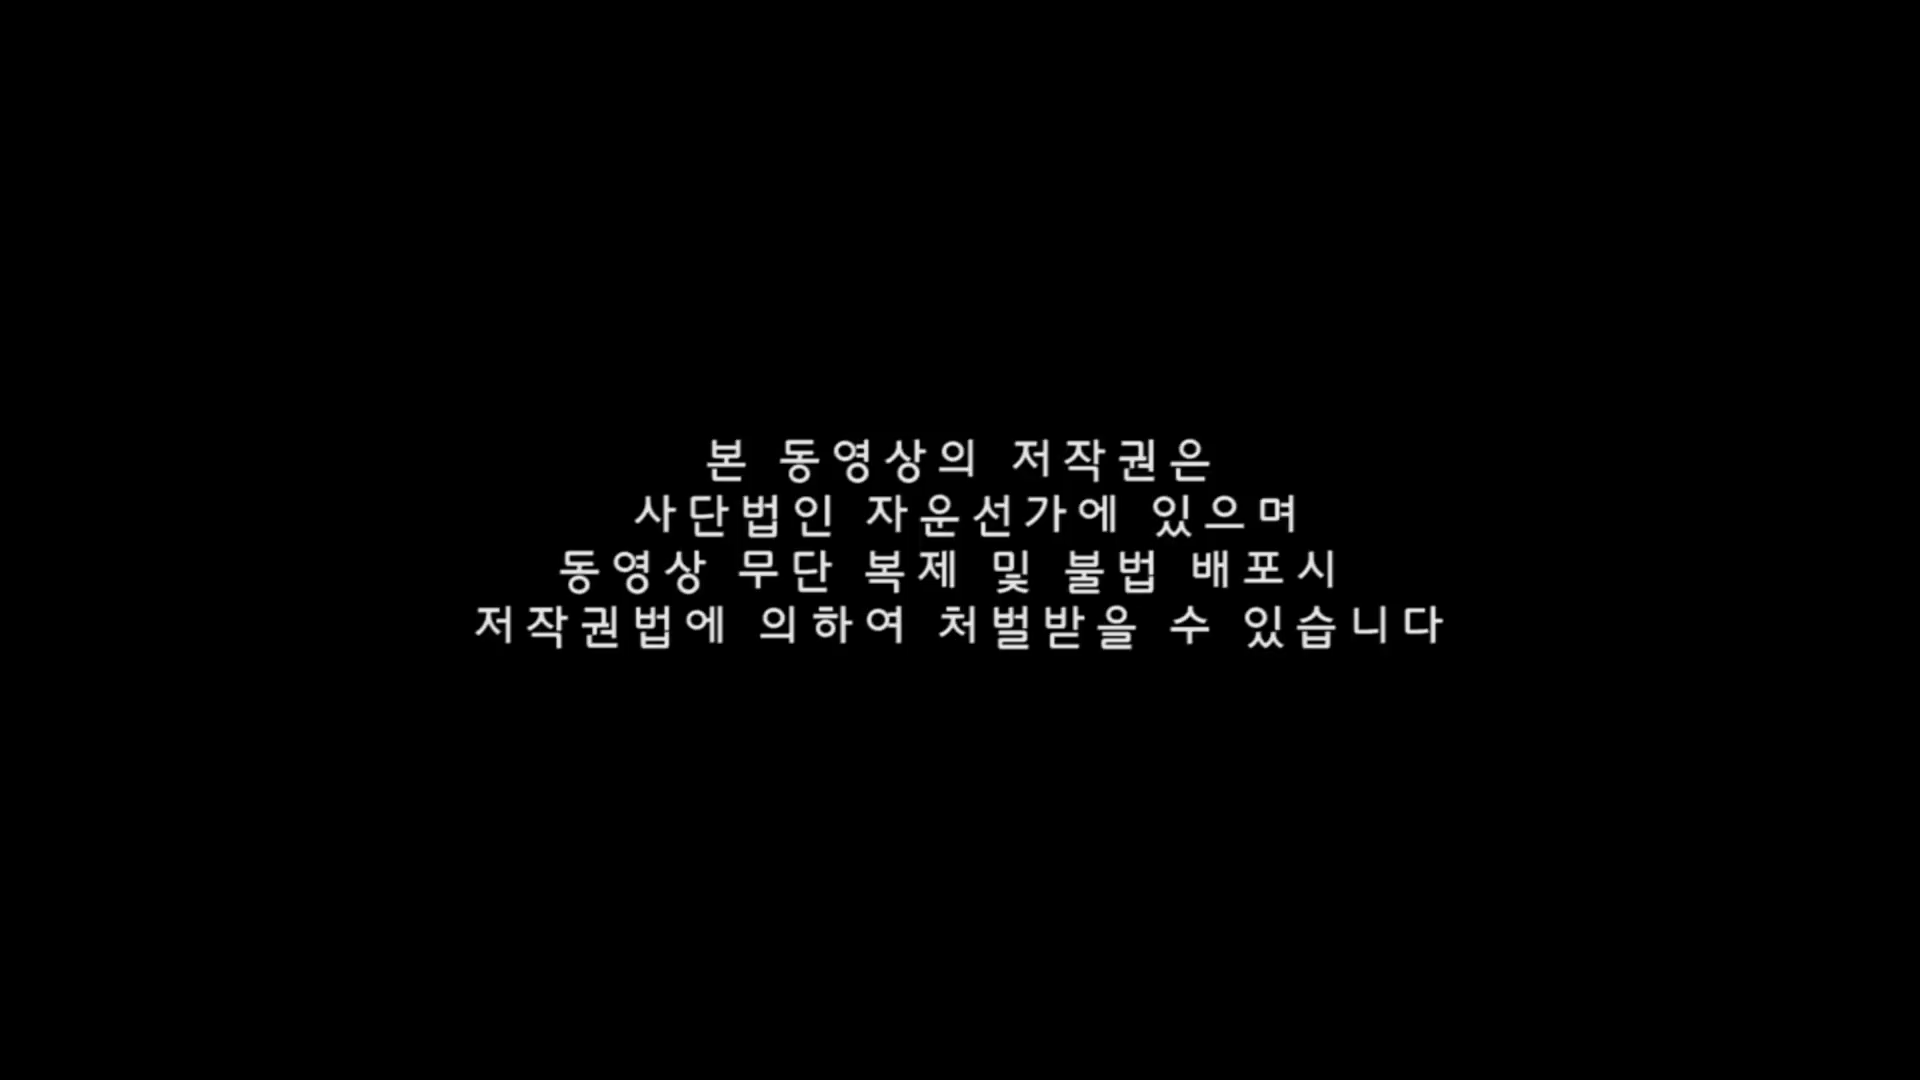 본 동영상의 저작권은
사단법인 자운선가에 있으며
동영상 무단 복제 및 불법 배포시
저작권법에 의하여 처벌받을 수 있습니다